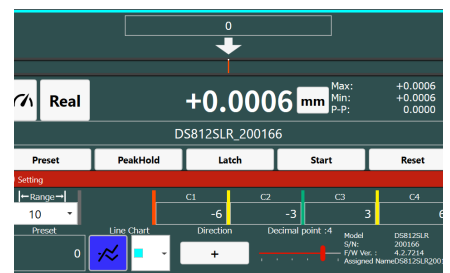 0
Real +0.0006 mm
Max: +0.0006
Min: +0.0006
P-P: 0.0000
DS812SLR_200166
Preset PeakHold Latch Start Reset
Setting
Range C1 C2 C3 C4
10 -6 -3 3 6
Preset Line Chart Direction Decimal point :4
0 +
Model DS812SLR
S/N: 200166
F/W Ver. : 4.2.7214
Assigned NameDS812SLR_200